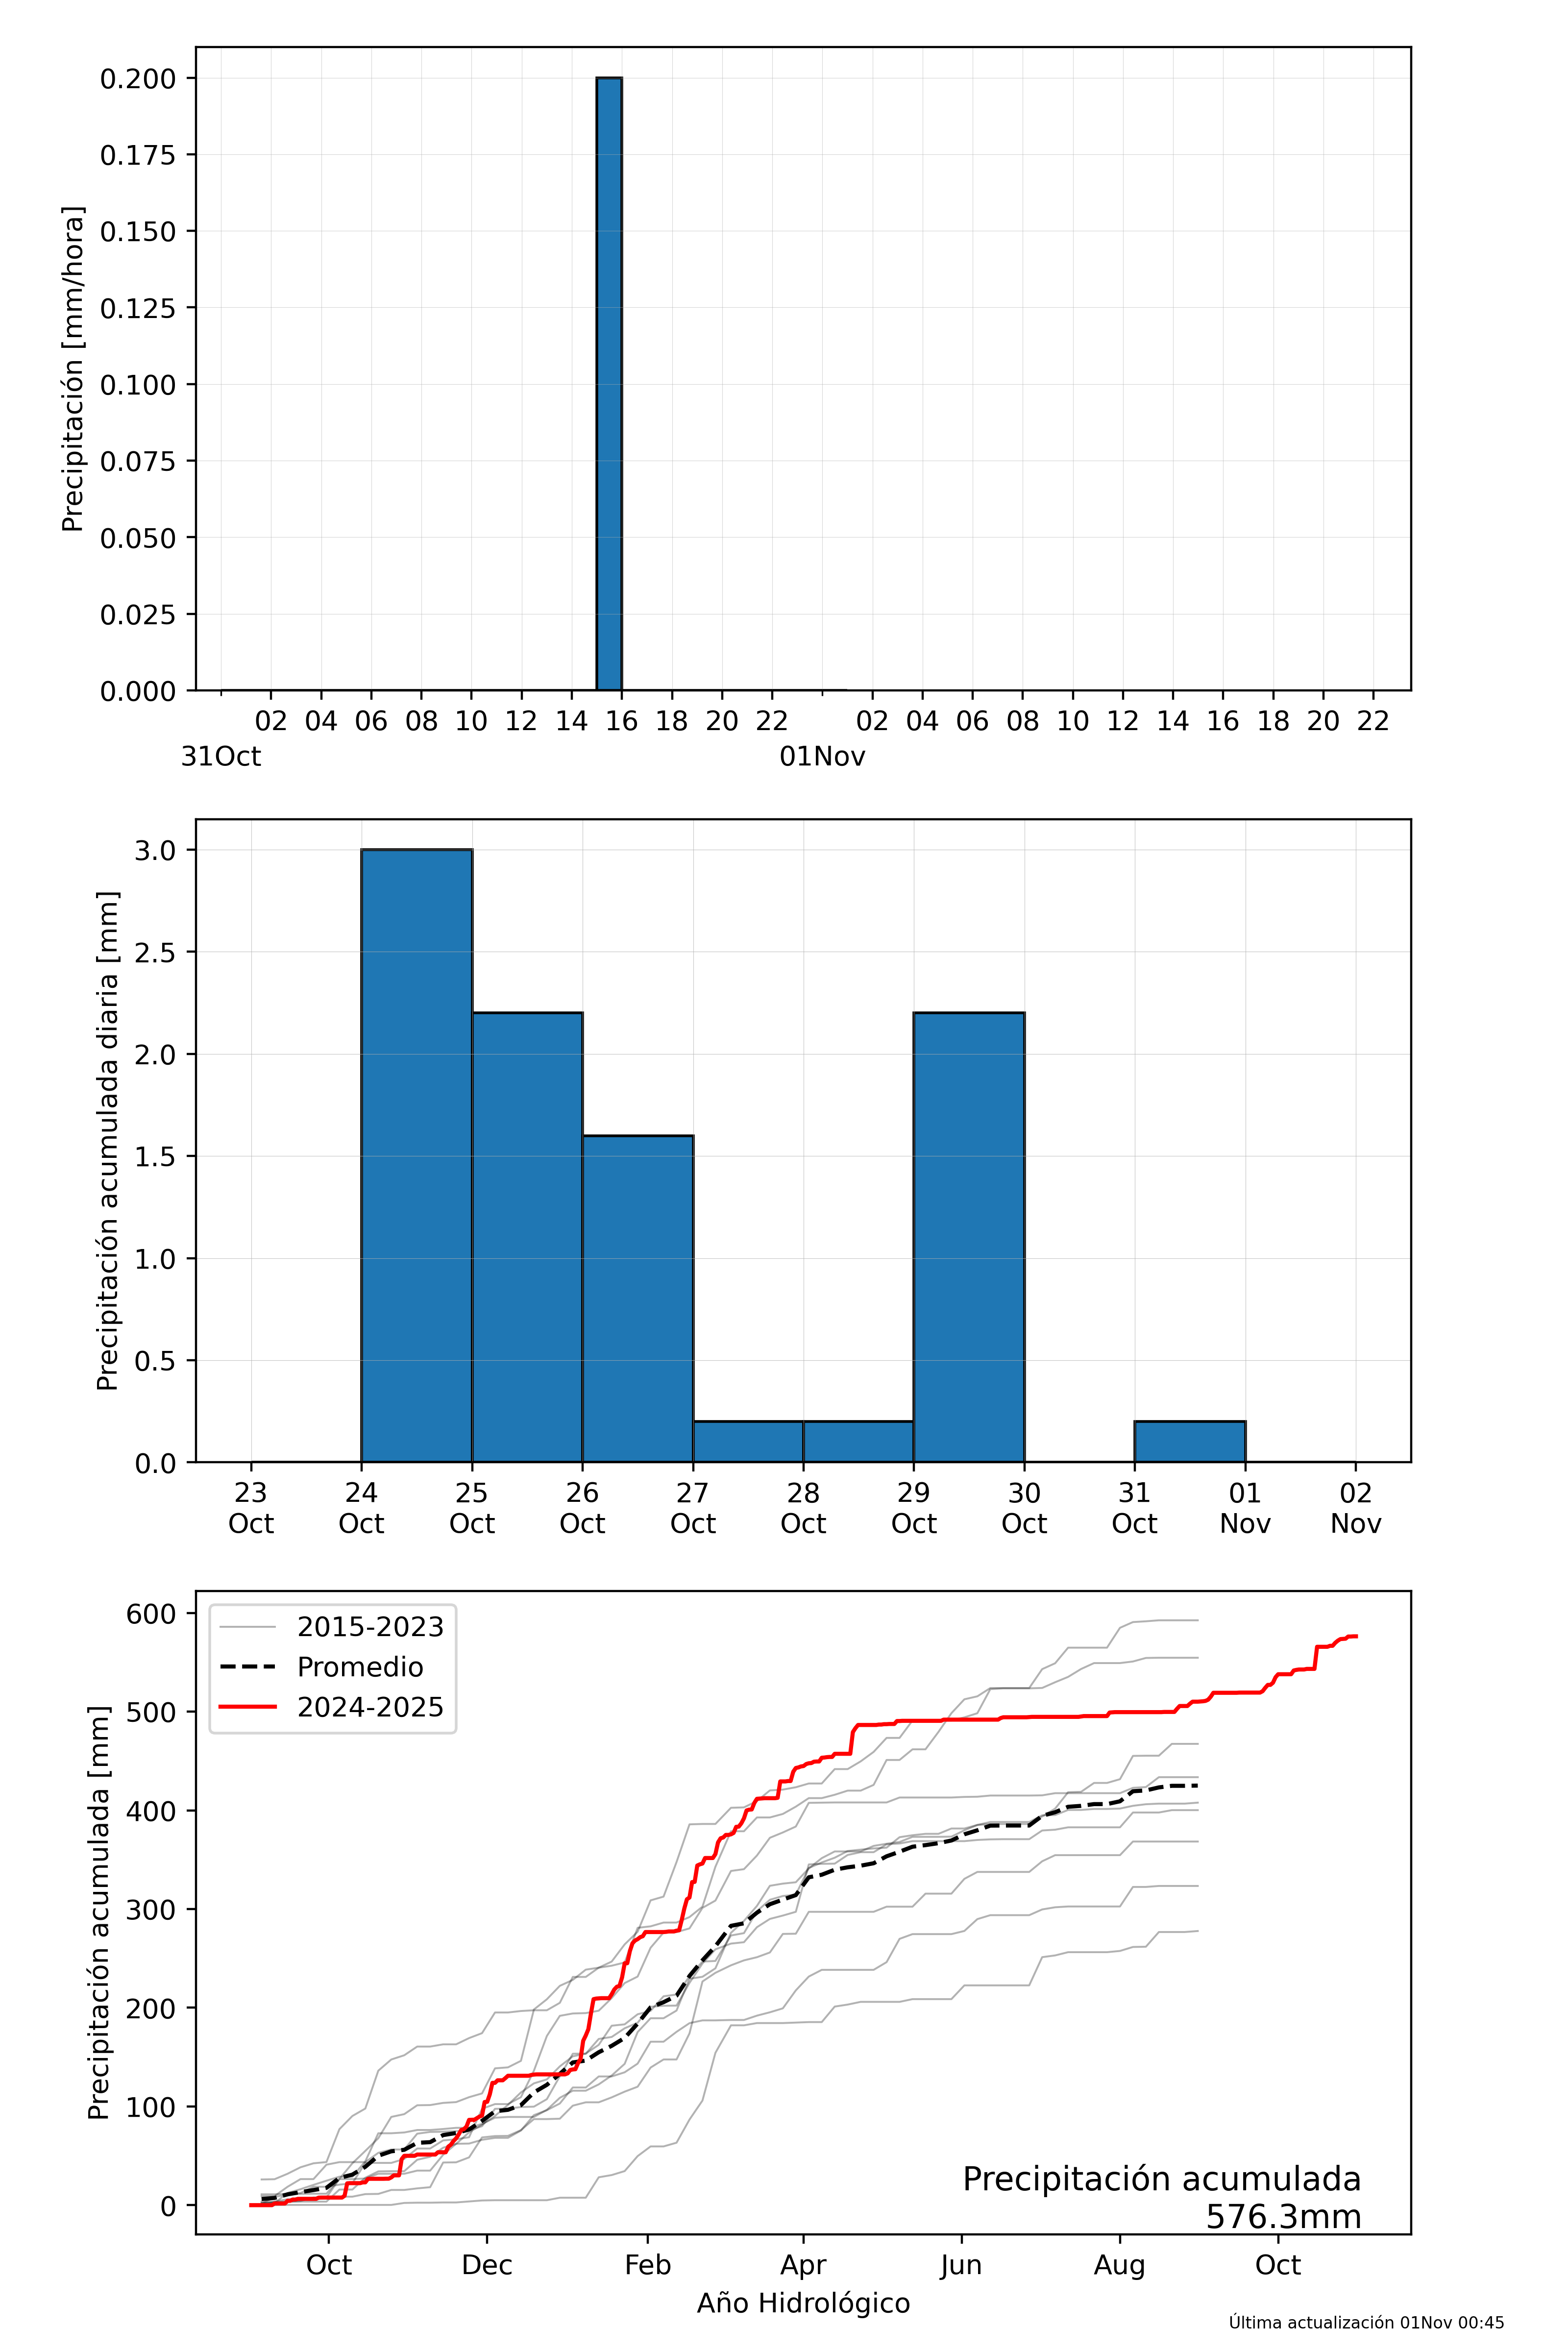 0.200
0.175
0.150
0.125
0.100
0.075
0.050
0.025
0.000
Precipitación [mm/hora]
02 04 06 08 10 12 14 16 18 20 22 02 04 06 08 10 12 14 16 18 20 22
31Oct 01Nov
3.0
2.5
2.0
1.5
1.0
0.5
0.0
Precipitación acumulada diaria [mm]
23 24 25 26 27 28 29 30 31 01 02
Oct Oct Oct Oct Oct Oct Oct Oct Oct Nov Nov
600
500
400
300
200
100
0
Precipitación acumulada [mm]
2015-2023
Promedio
2024-2025
Precipitación acumulada
576.3mm
Oct Dec Feb Apr Jun Aug Oct
Año Hidrológico
Última actualización 01Nov 00:45